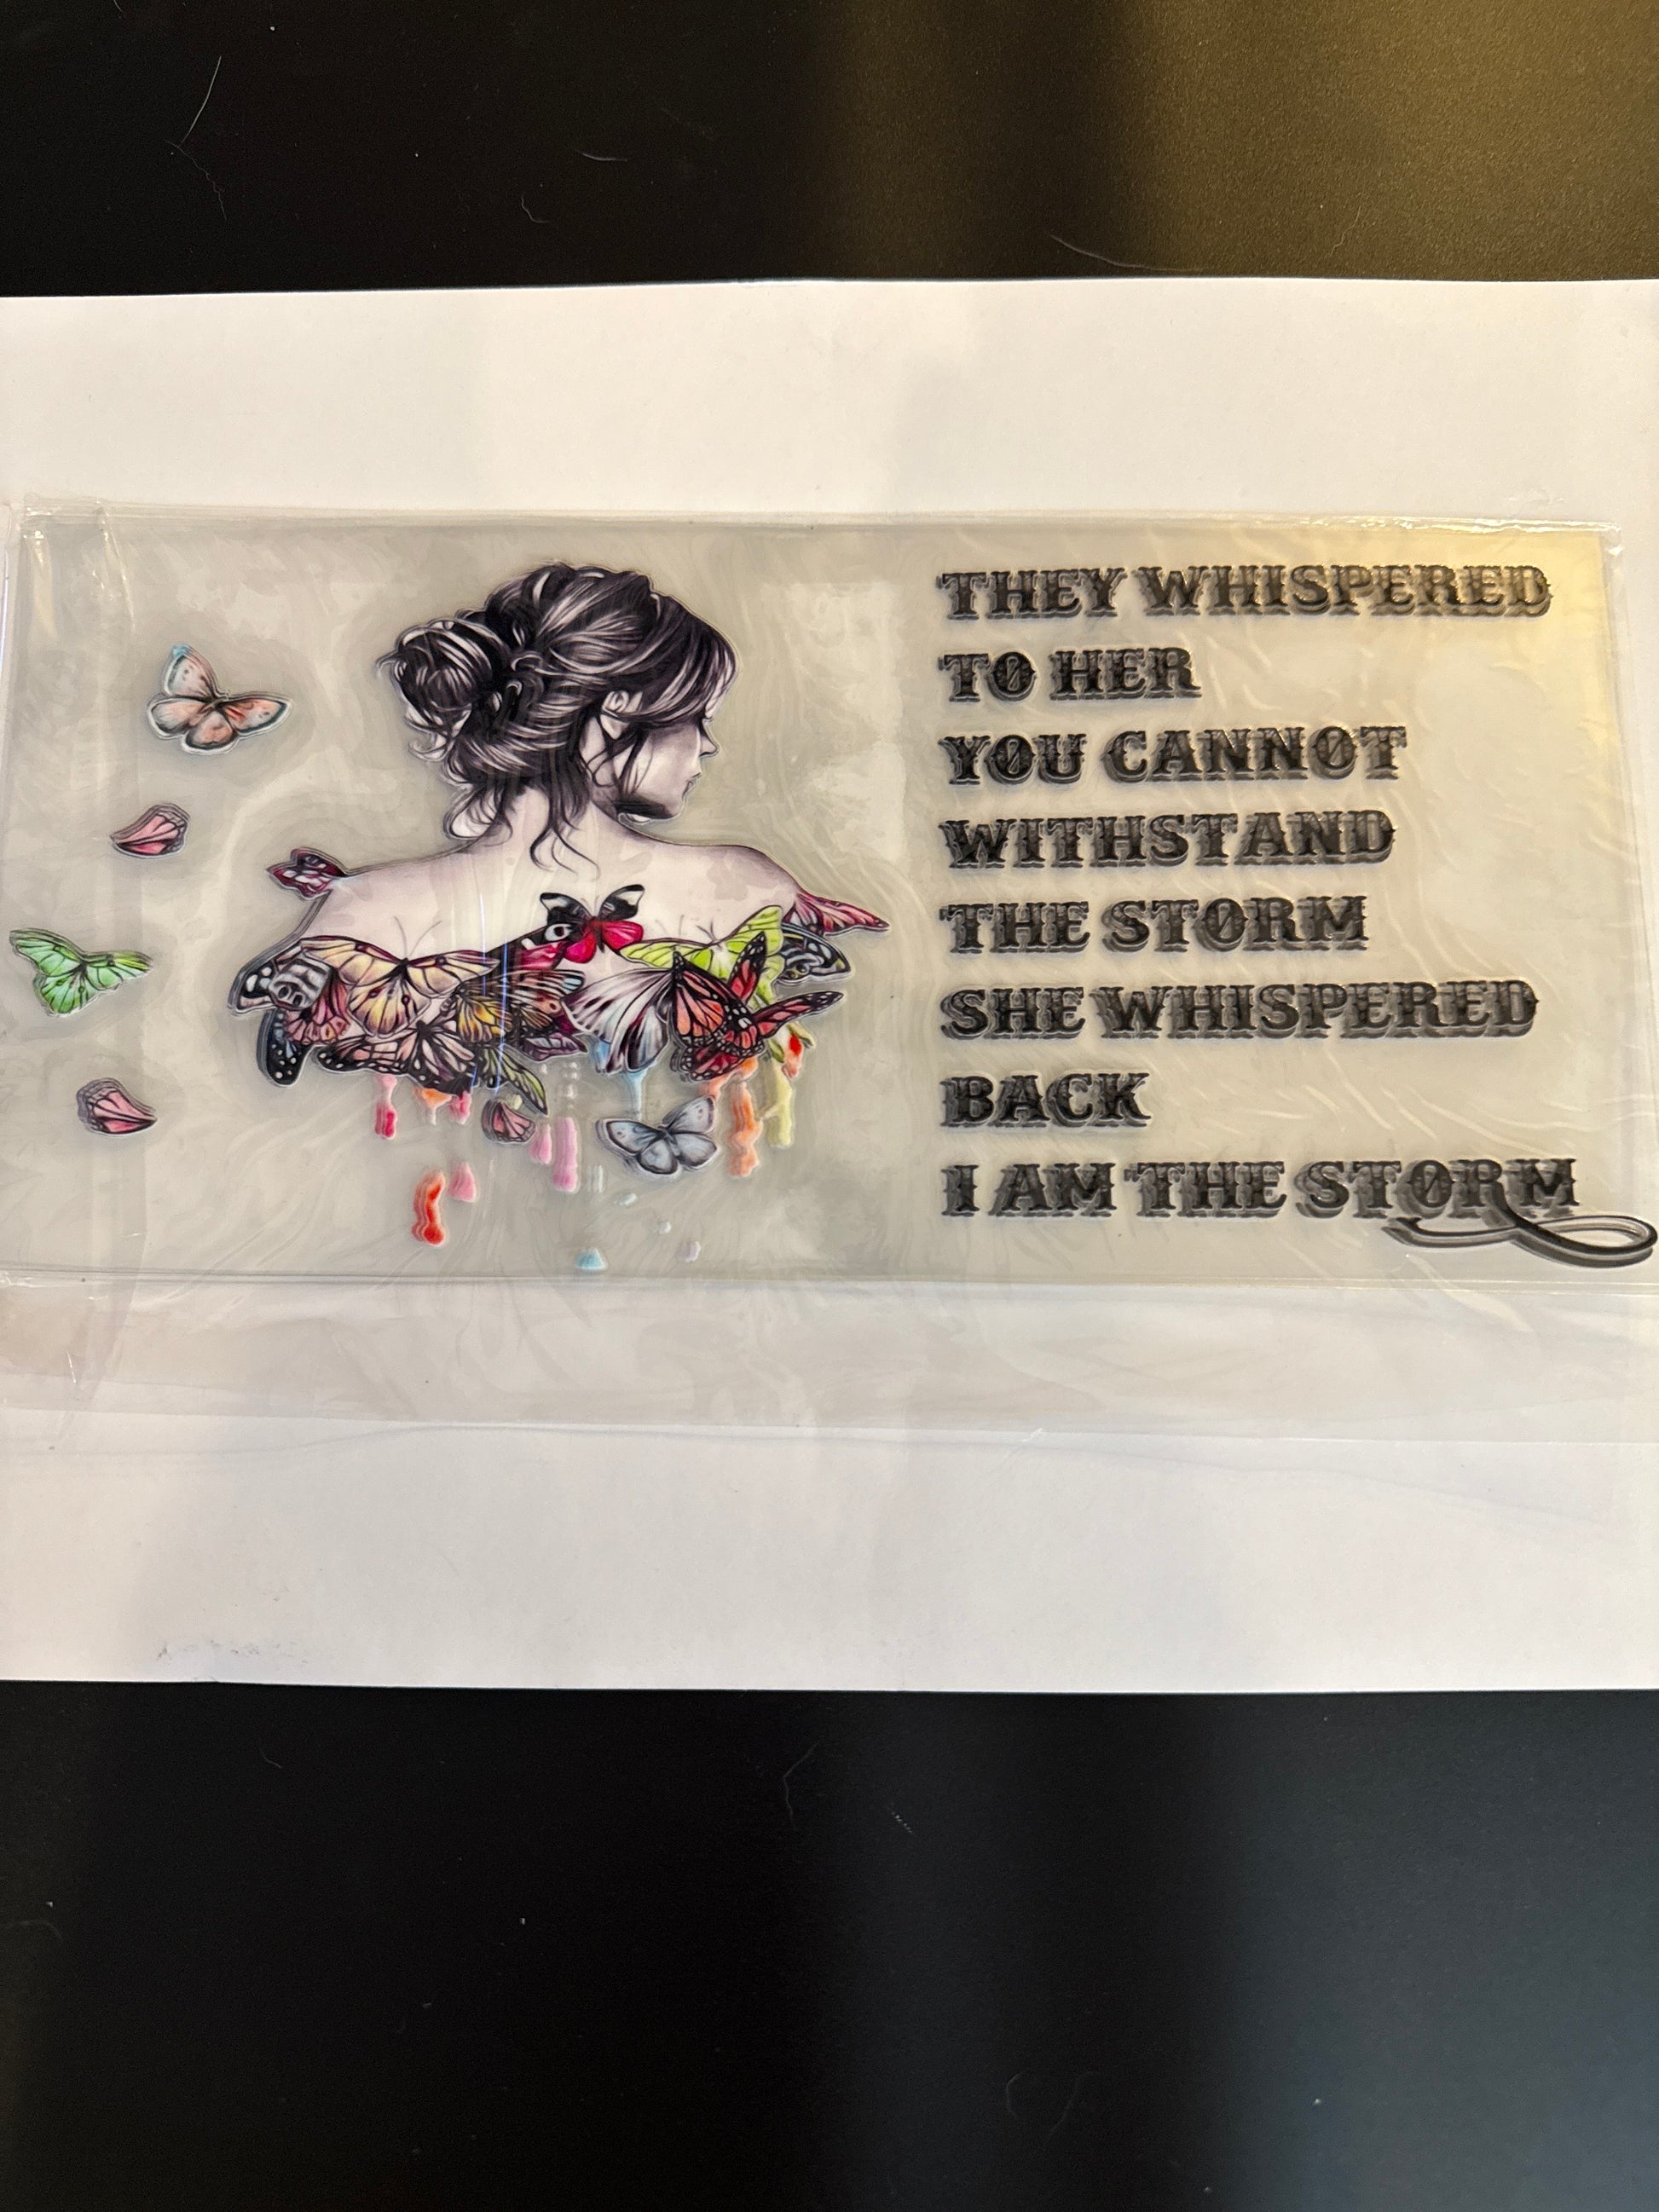 THEY WHISPERED
TO HER
YOU CANNOT
WITHSTAND
THE STORM
SHE WHISPERED
BACK
I AM THE STORM